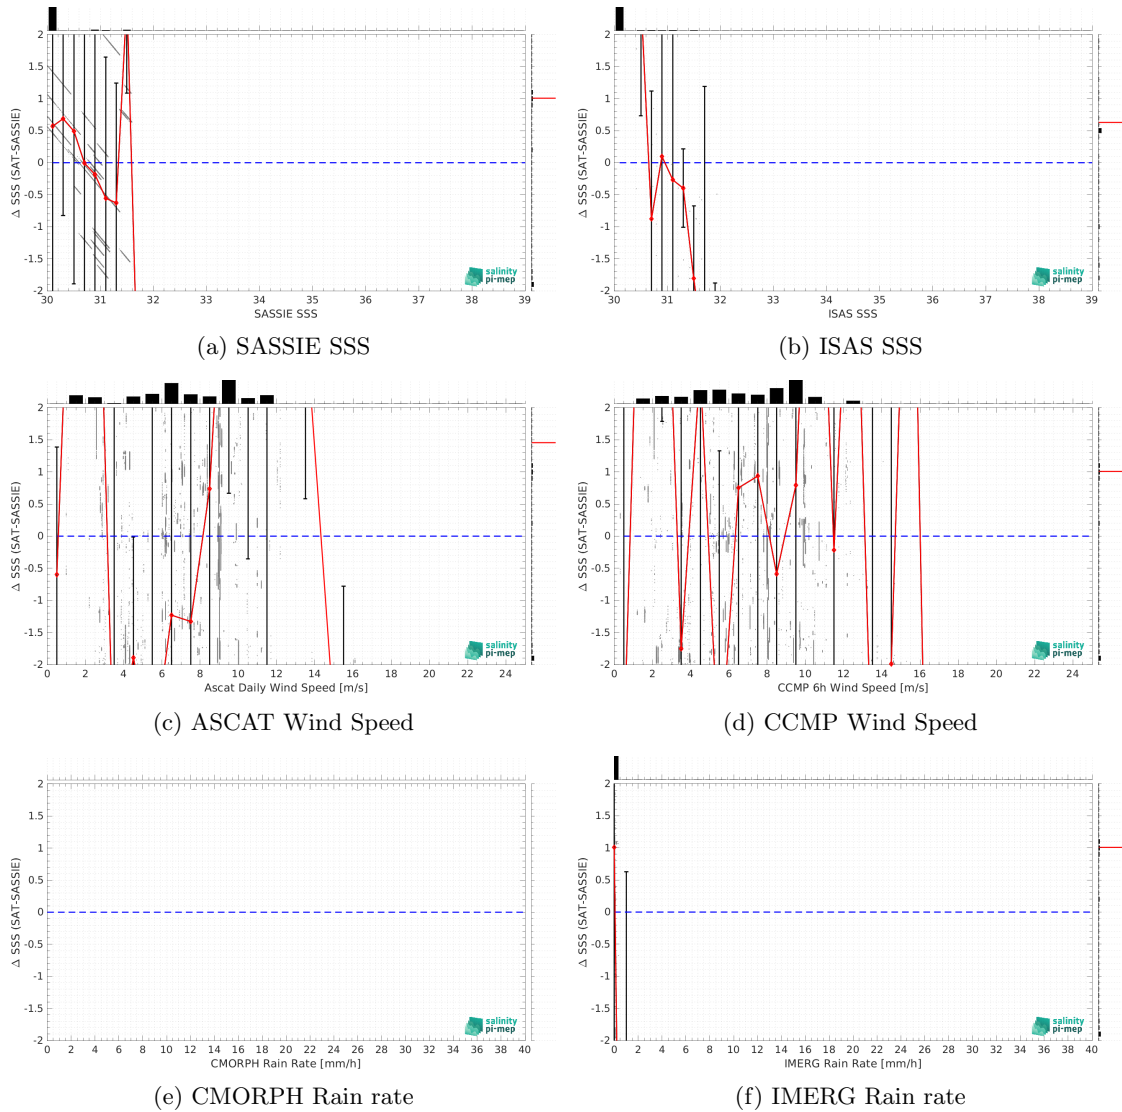 2
1.5
1
0.5
0
-0.5
-1
-1.5
-2
Δ SSS (SAT-SASSIE)
30 31 32 33 34 35 36 37 38 39
SASSIE SSS
salinity
pi-mep
(a) SASSIE SSS
2
1.5
1
0.5
0
-0.5
-1
-1.5
-2
Δ SSS (SAT-SASSIE)
30 31 32 33 34 35 36 37 38 39
ISAS SSS
salinity
pi-mep
(b) ISAS SSS
2
1.5
1
0.5
0
-0.5
-1
-1.5
-2
Δ SSS (SAT-SASSIE)
0 2 4 6 8 10 12 14 16 18 20 22 24
Ascat Daily Wind Speed [m/s]
salinity
pi-mep
(c) ASCAT Wind Speed
2
1.5
1
0.5
0
-0.5
-1
-1.5
-2
Δ SSS (SAT-SASSIE)
0 2 4 6 8 10 12 14 16 18 20 22 24
CCMP 6h Wind Speed [m/s]
salinity
pi-mep
(d) CCMP Wind Speed
2
1.5
1
0.5
0
-0.5
-1
-1.5
-2
Δ SSS (SAT-SASSIE)
0 2 4 6 8 10 12 14 16 18 20 22 24 26 28 30 32 34 36 38 40
CMORPH Rain Rate [mm/h]
salinity
pi-mep
(e) CMORPH Rain rate
2
1.5
1
0.5
0
-0.5
-1
-1.5
-2
Δ SSS (SAT-SASSIE)
0 2 4 6 8 10 12 14 16 18 20 22 24 26 28 30 32 34 36 38 40
IMERG Rain Rate [mm/h]
salinity
pi-mep
(f) IMERG Rain rate